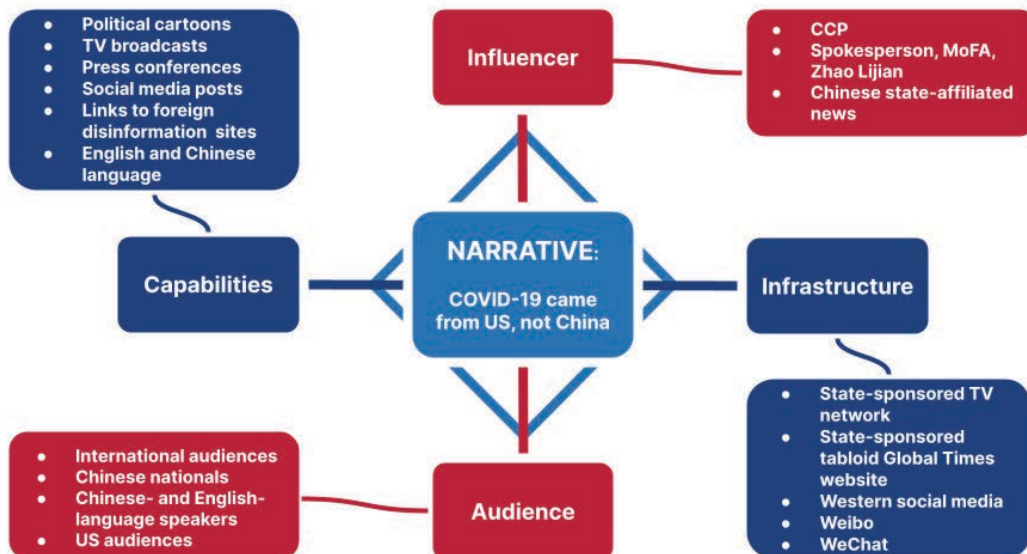 Political cartoons
TV broadcasts
Press conferences
Social media posts
Links to foreign
disinformation sites
English and Chinese
language
Influencer
CCP
Spokesperson, MoFA,
Zhao Lijian
Chinese state-affiliated
news
Capabilities
NARRATIVE:
COVID-19 came
from US, not China
Infrastructure
International audiences
Chinese nationals
Chinese- and English-
language speakers
US audiences
Audience
State-sponsored TV
network
State-sponsored
tabloid Global Times
website
Western social media
Weibo
WeChat